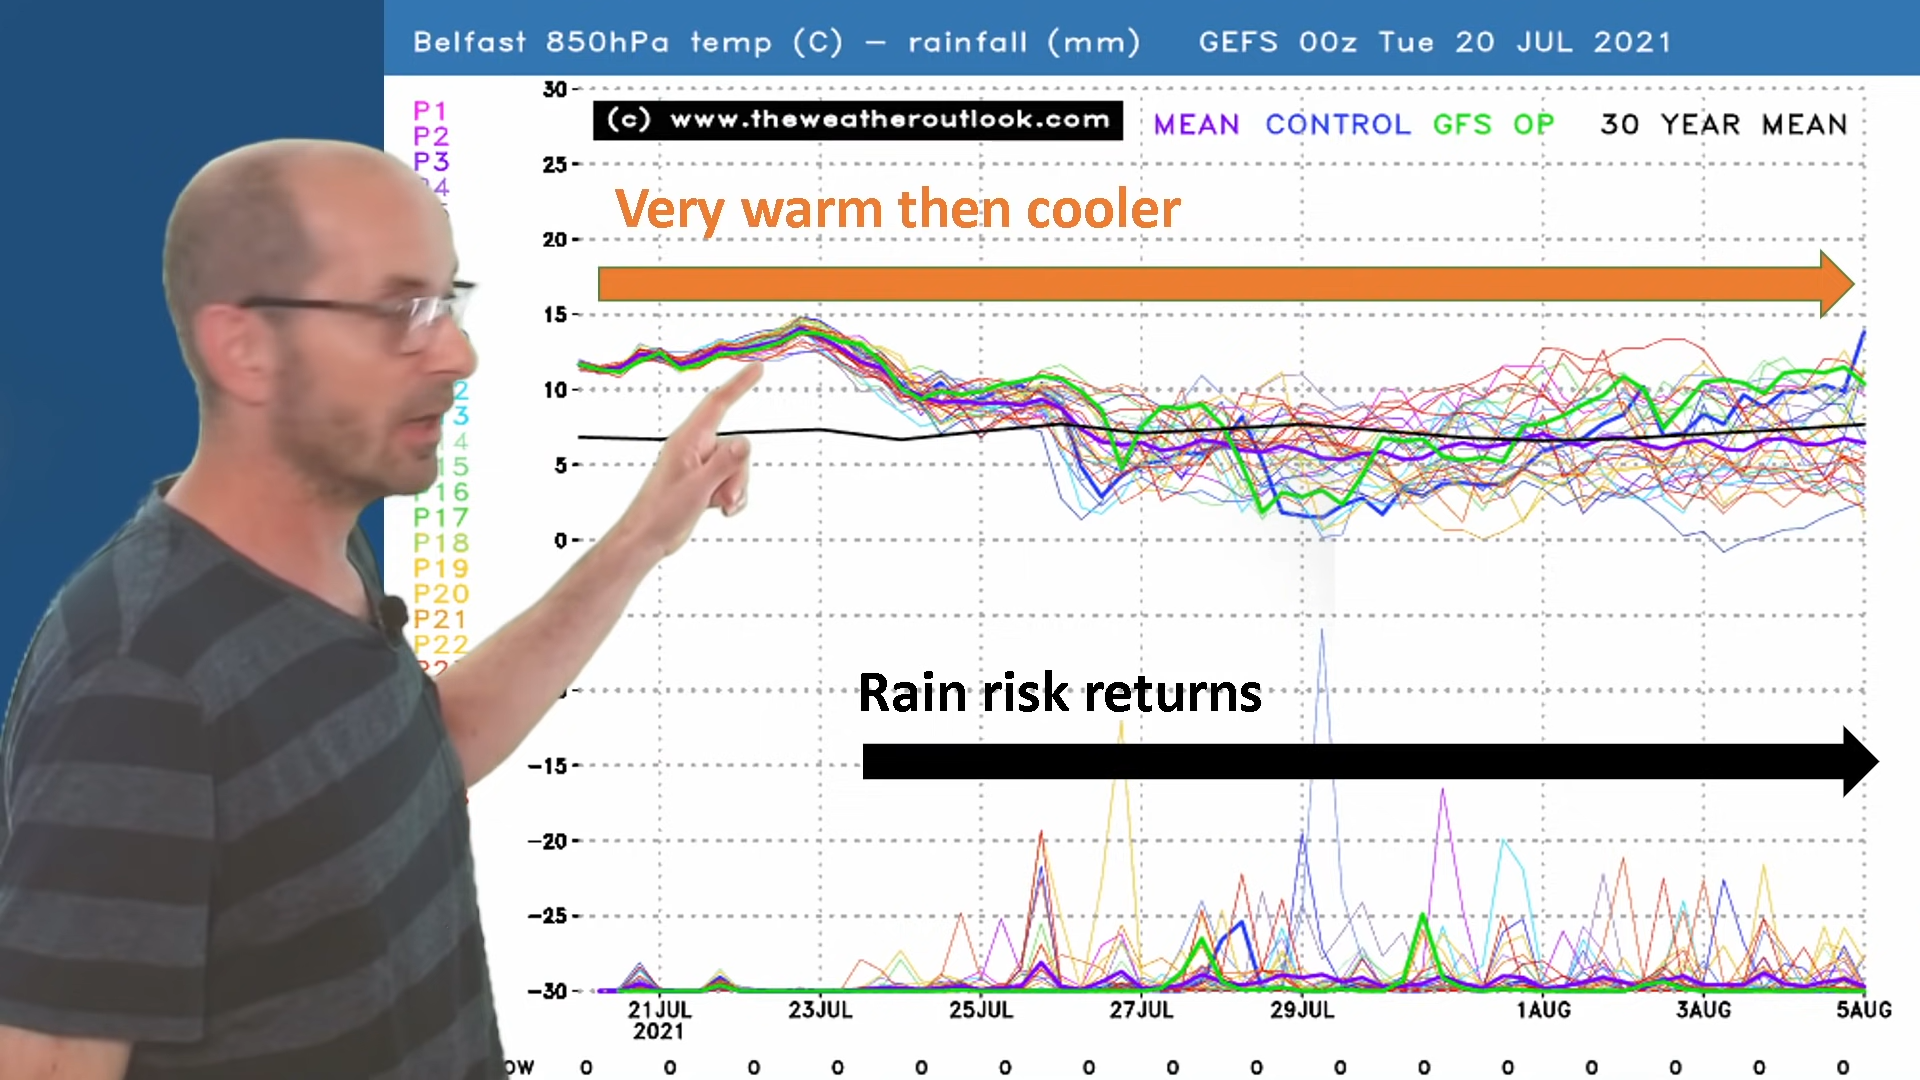 Belfast 850hPa temp (C) – rainfall (mm) GEFS 00z Tue 20 JUL 2021
30
(c) www.theweatheroutlook.com MEAN CONTROL GFS OP 30 YEAR MEAN
P1
P2
P3
25
Very warm then cooler
20
15
10
5
0
P16
P17
P18
P19
P20
P21
P22
Rain risk returns
-15
-20
-25
-30
21JUL 23JUL 25JUL 27JUL 29JUL 1AUG 3AUG 5AUG
2021
0 0 0 0 0 0 0 0 0 0 0 0 0 0 0 0